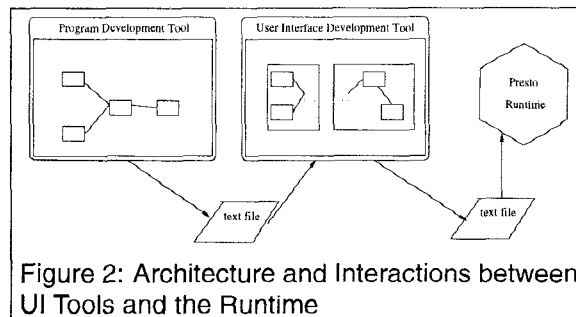 Program Development Tool
User Interface Development Tool
Presto
Runtime
text file
text file
Figure 2: Architecture and Interactions between
UI Tools and the Runtime